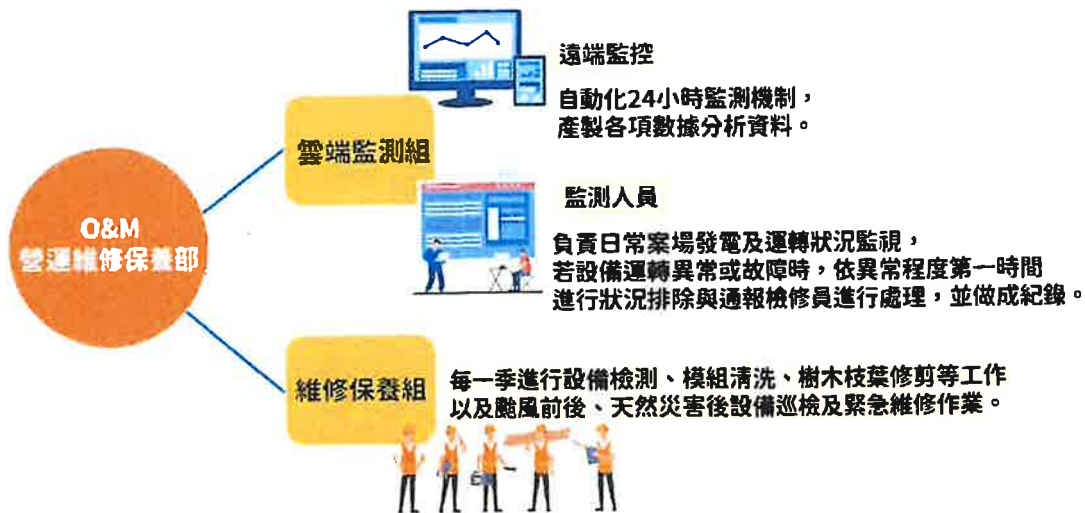 遠端監控
自動化24小時監測機制，
產製各項數據分析資料。
雲端監測組
監測人員
O&M
營運維修保養部
負責日常案場發電及運轉狀況監視，
若設備運轉異常或故障時，依異常程度第一時間
進行狀況排除與通報檢修員進行處理，並做成紀錄。
維修保養組
每一季進行設備檢測、模組清洗、樹木枝葉修剪等工作
以及颱風前後、天然災害後設備巡檢及緊急維修作業。